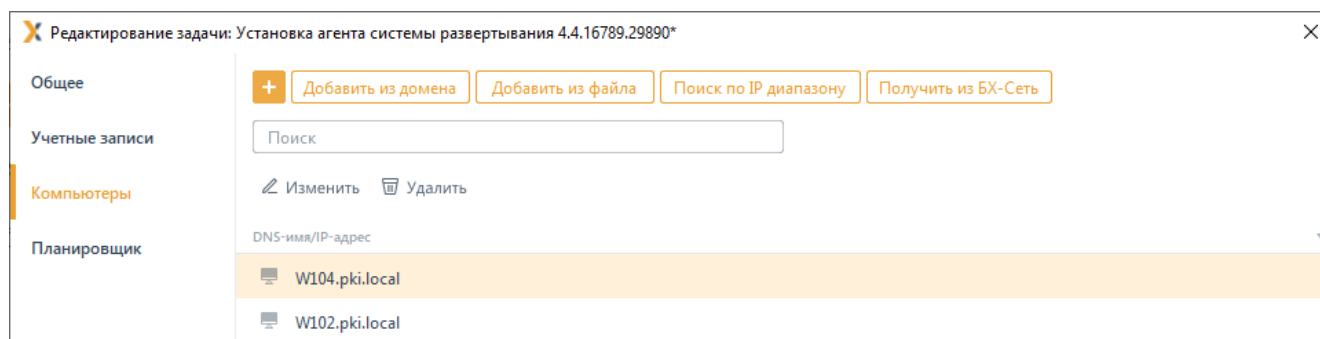 Редактирование задачи: Установка агента системы развертывания 4.4.16789.29890*
Общее
Учетные записи
Компьютеры
Планировщик
+ Добавить из домена Добавить из файла Поиск по IP диапазону Получить из БХ-Сеть
Поиск
Изменить Удалить
DNS-имя/IP-адрес
W104.pki.local
W102.pki.local